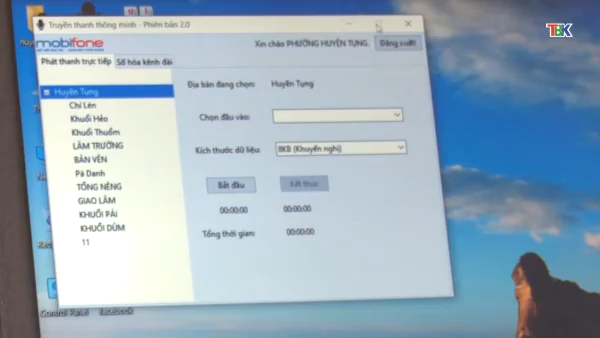 Truyền thanh thông minh - Phiên bản 2.0
TBK
mobifone
Xin chào PHƯỜNG HUYỀN TỤNG.
Đăng xuất
Phát thanh trực tiếp
Số hóa kênh đài
Huyền Tụng
Chí Lèn
Khuổi Hẻo
Khuổi Thuổm
LÂM TRƯỜNG
BẢN VẺN
Pá Danh
TỔNG NẺNG
GIAO LÂM
KHUỔI PÁI
KHUỔI DÙM
11
Địa bàn đang chọn:
Huyền Tụng
Chọn đầu vào:
Kích thước dữ liệu:
8KB (Khuyến nghị)
Bắt đầu
Kết thúc
00:00:00
00:00:00
Tổng thời gian:
00:00:00
Control Panel
Facebook